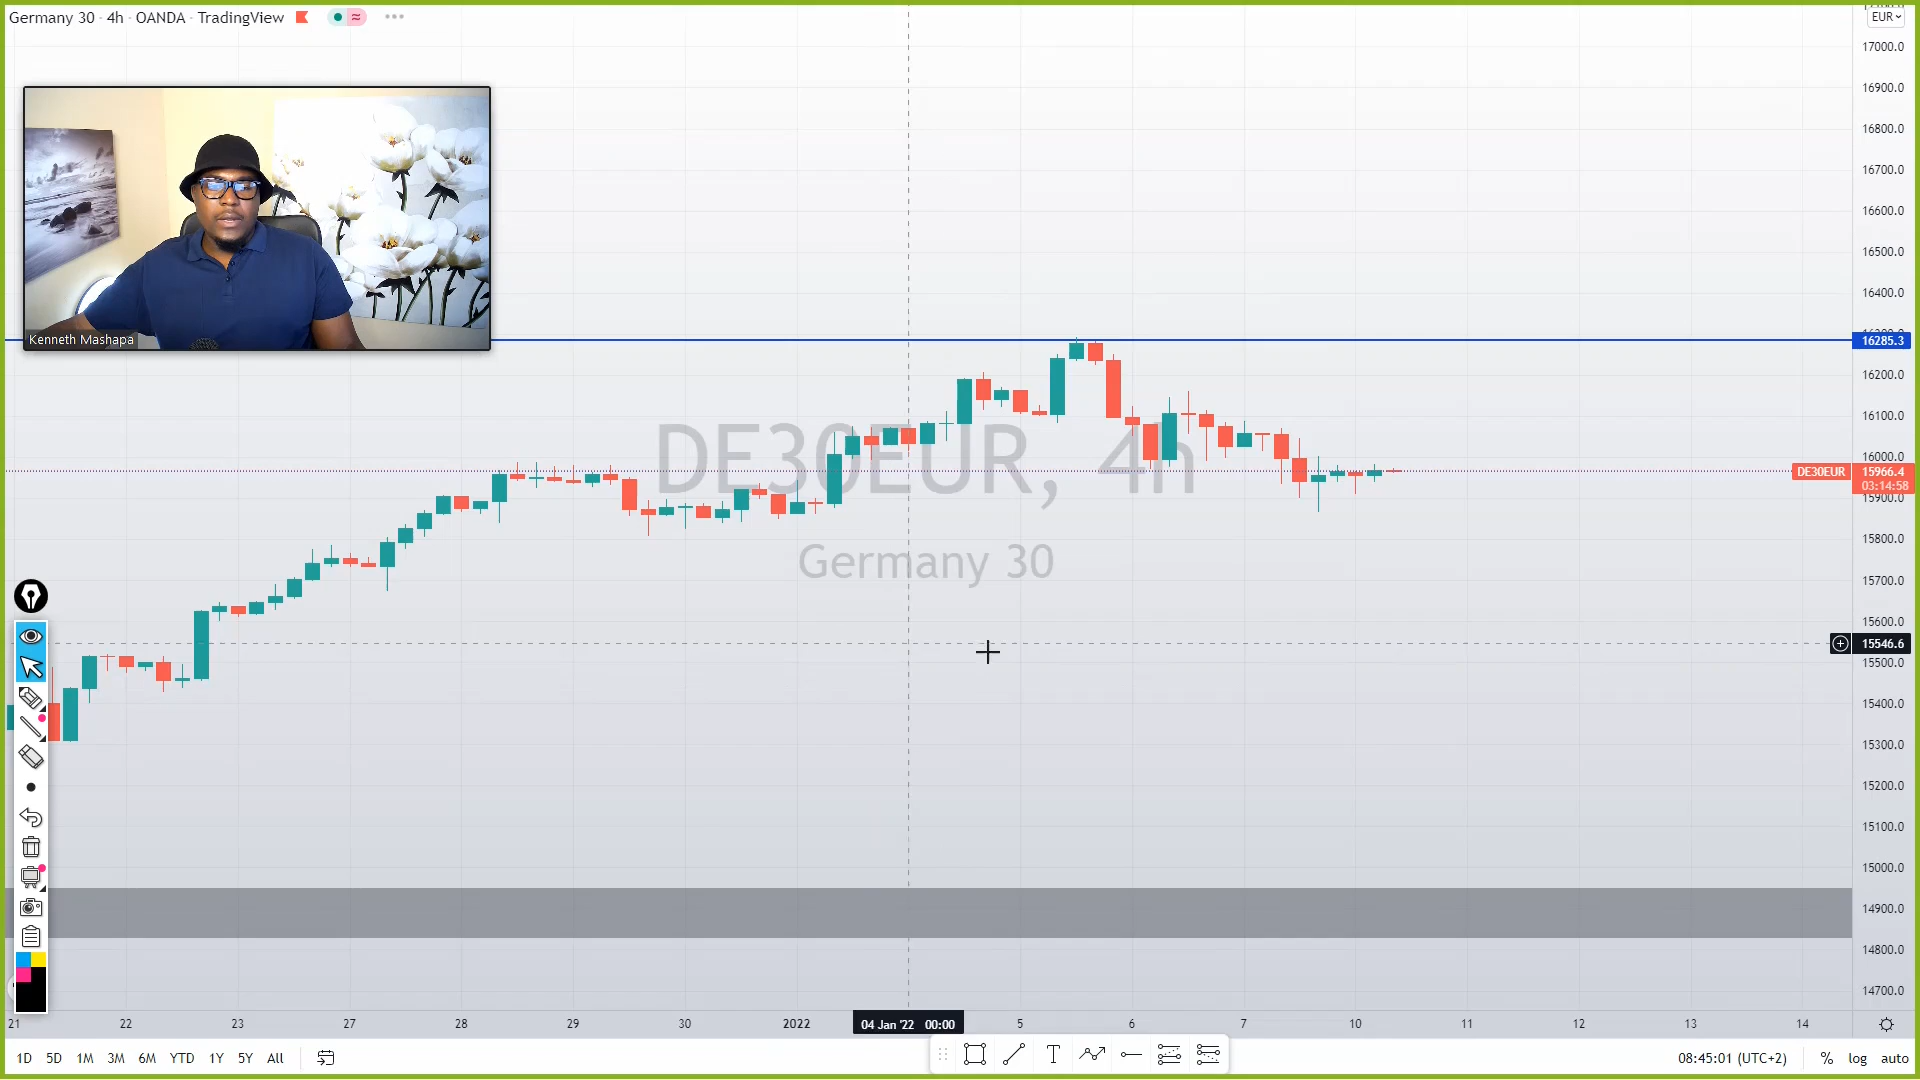 Germany 30 · 4h · OANDA · TradingView
EUR
17000.0
16900.0
16800.0
16700.0
16600.0
16500.0
16400.0
Kenneth Mashapa
16285.3
16200.0
16100.0
DE30EUR, 4h
16000.0
DE30EUR 15966.4
03:14:58
15900.0
15800.0
Germany 30
15700.0
15600.0
15546.6
15500.0
15400.0
15300.0
15200.0
15100.0
15000.0
14900.0
14800.0
14700.0
21 22 23 27 28 29 30 2022 04 Jan '22 00:00 5 6 7 10 11 12 13 14
1D 5D 1M 3M 6M YTD 1Y 5Y All
T
08:45:01 (UTC+2) % log auto